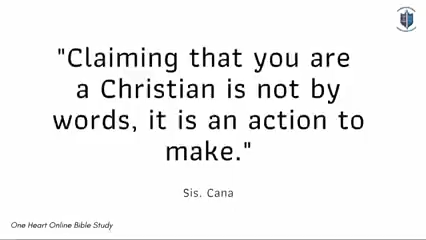 "Claiming that you are
a Christian is not by
words, it is an action to
make."
Sis. Cana
One Heart Online Bible Study